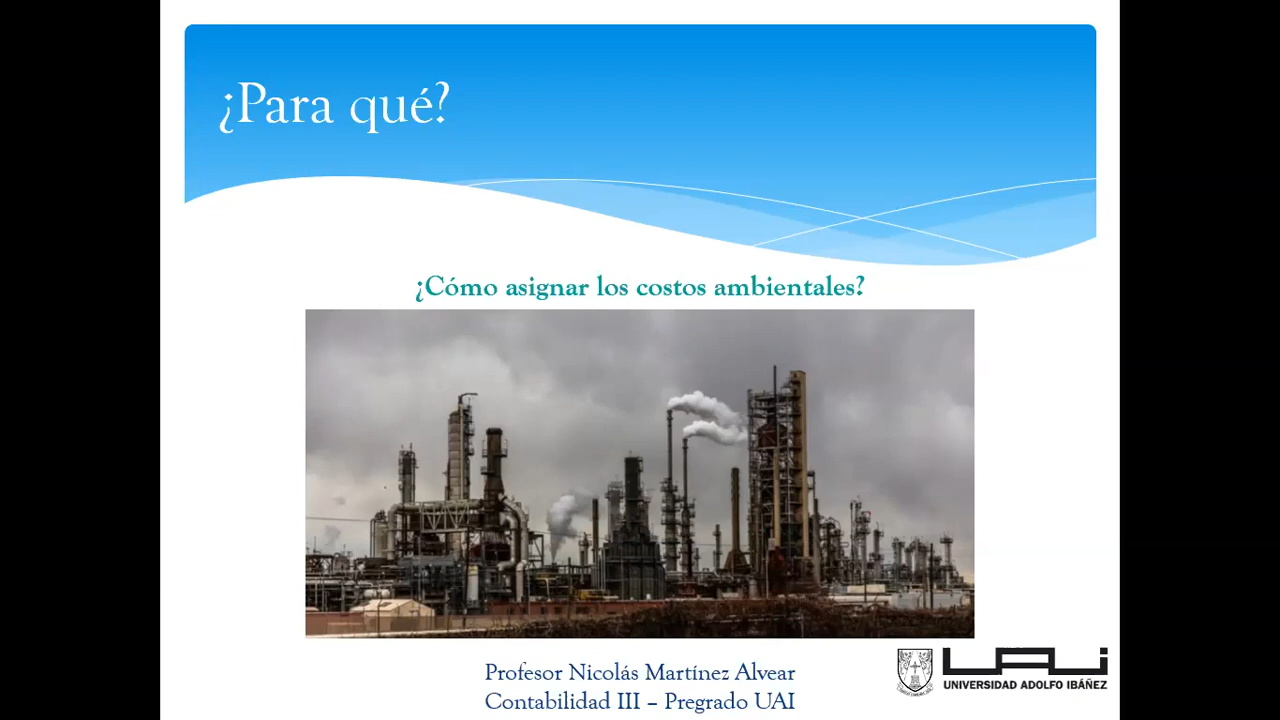 ¿Para qué?
¿Cómo asignar los costos ambientales?
Profesor Nicolás Martínez Alvear
Contabilidad III – Pregrado UAI
UAi
UNIVERSIDAD ADOLFO IBÁÑEZ